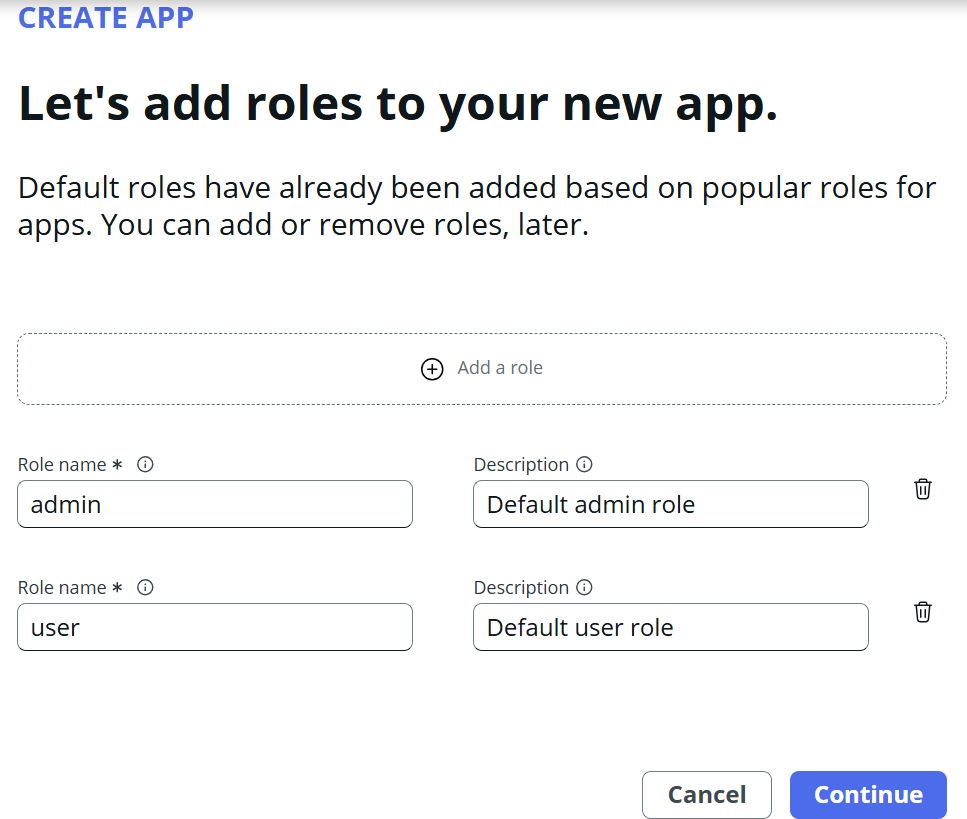 CREATE APP
Let's add roles to your new app.
Default roles have already been added based on popular roles for
apps. You can add or remove roles, later.
Add a role
Role name * Description
admin Default admin role
Role name * Description
user Default user role
Cancel Continue